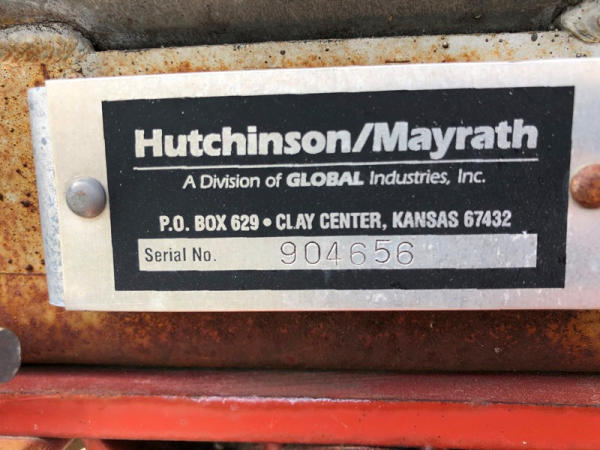 Hutchinson/Mayrath
A Division of GLOBAL Industries, Inc.
P.O. BOX 629 • CLAY CENTER, KANSAS 67432
Serial No. 904656